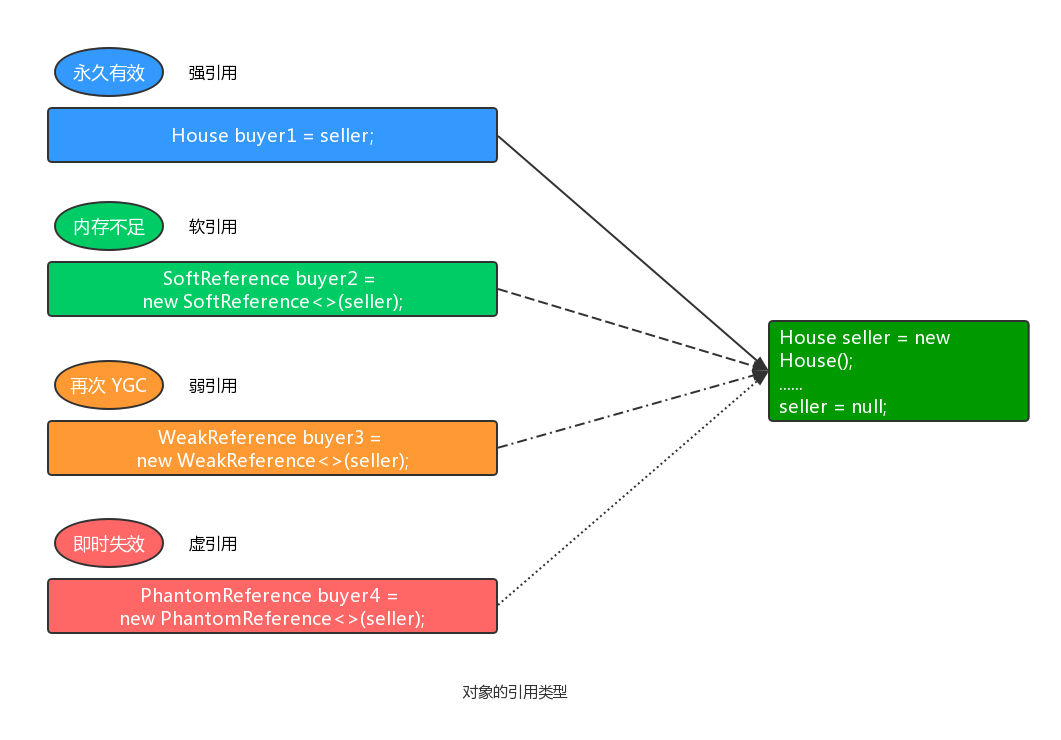 永久有效
强引用
House buyer1 = seller;
内存不足
软引用
SoftReference buyer2 =
new SoftReference<>(seller);
再次 YGC
弱引用
WeakReference buyer3 =
new WeakReference<>(seller);
即时失效
虚引用
PhantomReference buyer4 =
new PhantomReference<>(seller);
House seller = new
House();
......
seller = null;
对象的引用类型